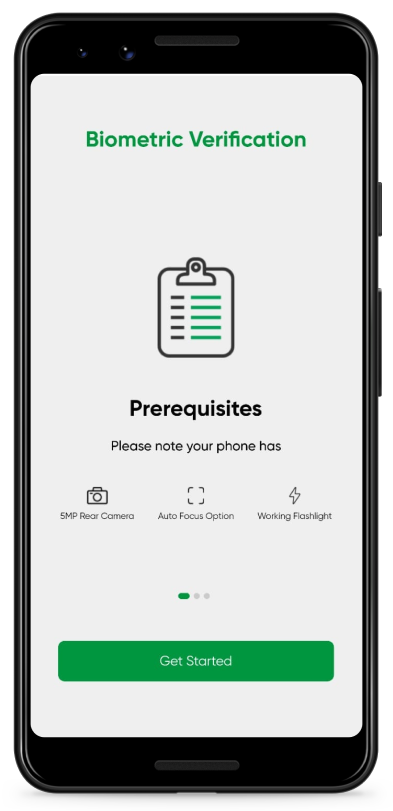 Biometric Verification
Prerequisites
Please note your phone has
5MP Rear Camera
Auto Focus Option
Working Flashlight
Get Started